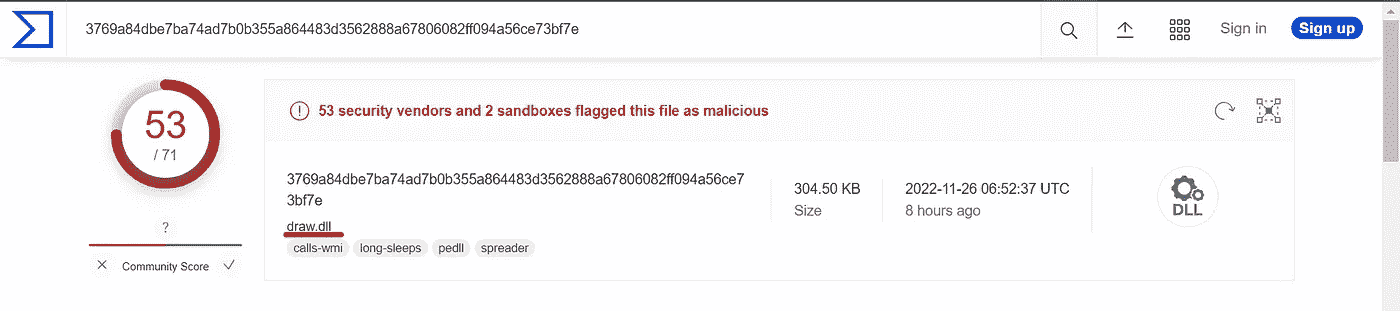 3769a84dbe7ba74ad7b0b355a864483d3562888a67806082ff094a56ce73bf7e
Sign in
Sign up
53
/ 71
?
Community Score
53 security vendors and 2 sandboxes flagged this file as malicious
3769a84dbe7ba74ad7b0b355a864483d3562888a67806082ff094a56ce7
3bf7e
draw.dll
calls-wmi long-sleeps pedll spreader
304.50 KB
Size
2022-11-26 06:52:37 UTC
8 hours ago
DLL